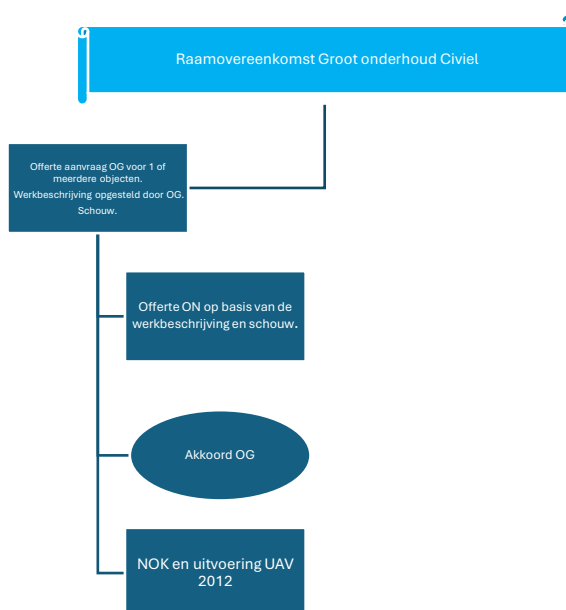 Raamovereenkomst Groot onderhoud Civiel
Offerte aanvraag OG voor 1 of
meerdere objecten.
Werkbeschrijving opgesteld door OG.
Schouw.
Offerte ON op basis van de
werkbeschrijving en schouw.
Akkoord OG
NOK en uitvoering UAV
2012